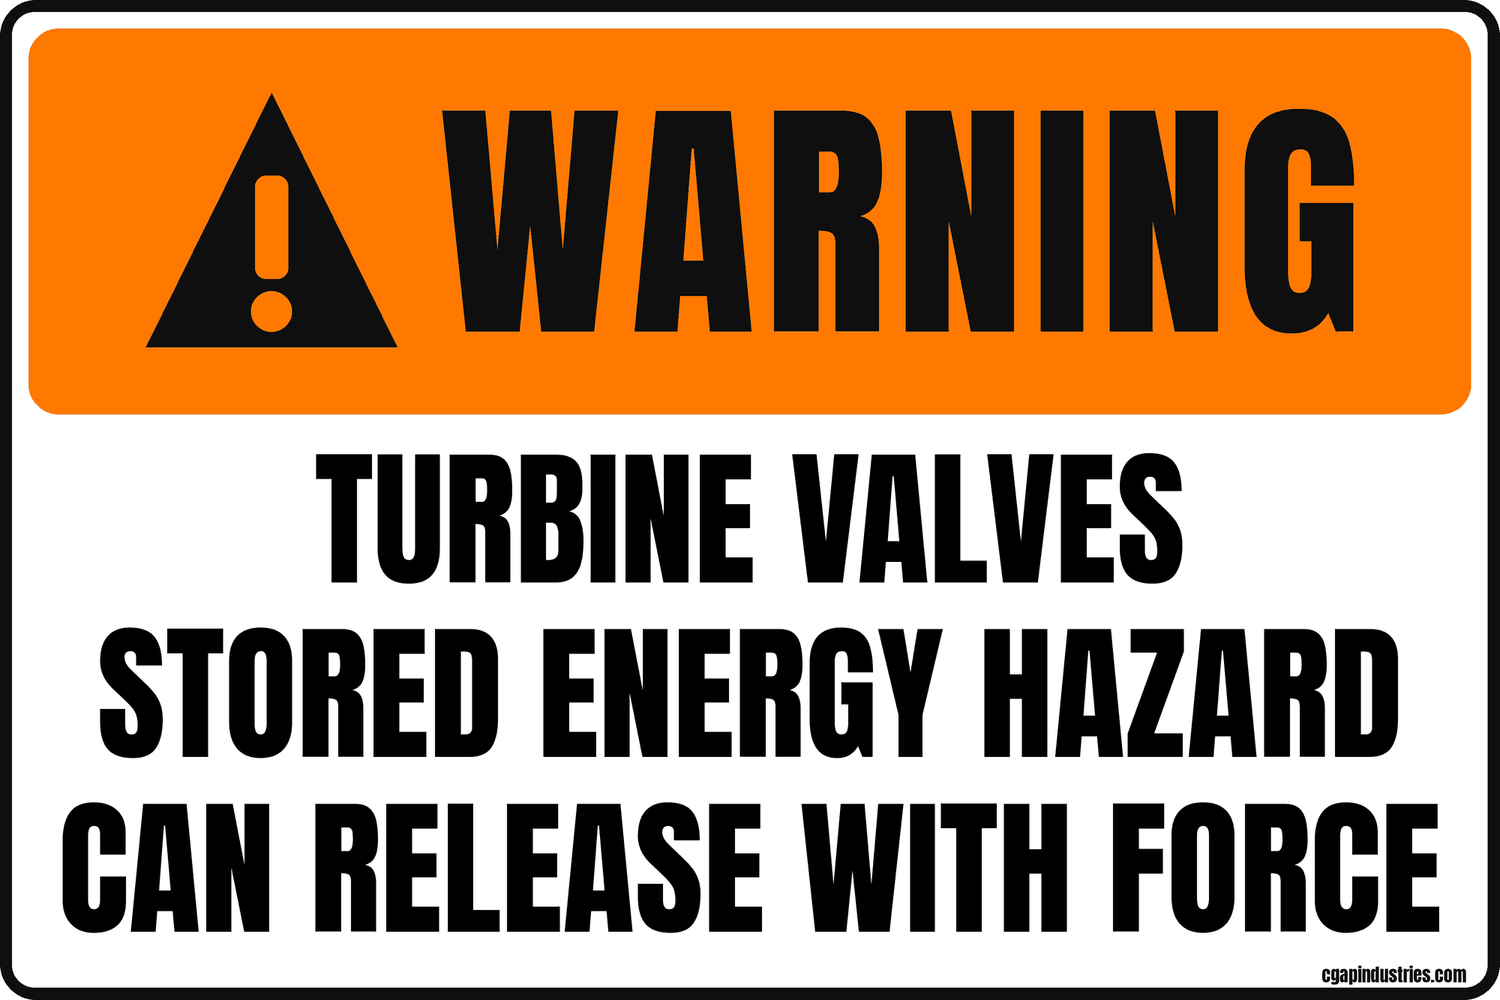 WARNING
TURBINE VALVES
STORED ENERGY HAZARD
CAN RELEASE WITH FORCE
cgapindustries.com